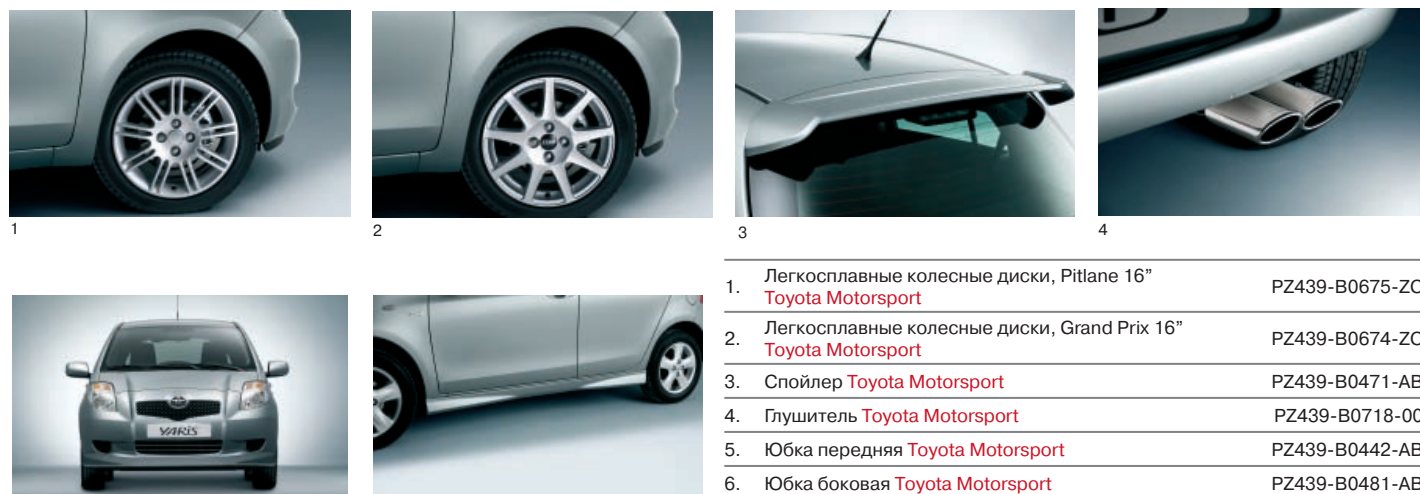 1
2
3
4
1. Легкосплавные колесные диски, Pitlane 16” PZ439-B0675-ZC
Toyota Motorsport
2. Легкосплавные колесные диски, Grand Prix 16” PZ439-B0674-ZC
Toyota Motorsport
3. Спойлер Toyota Motorsport PZ439-B0471-AB
4. Глушитель Toyota Motorsport PZ439-B0718-00
5. Юбка передняя Toyota Motorsport PZ439-B0442-AB
6. Юбка боковая Toyota Motorsport PZ439-B0481-AB
YARiS